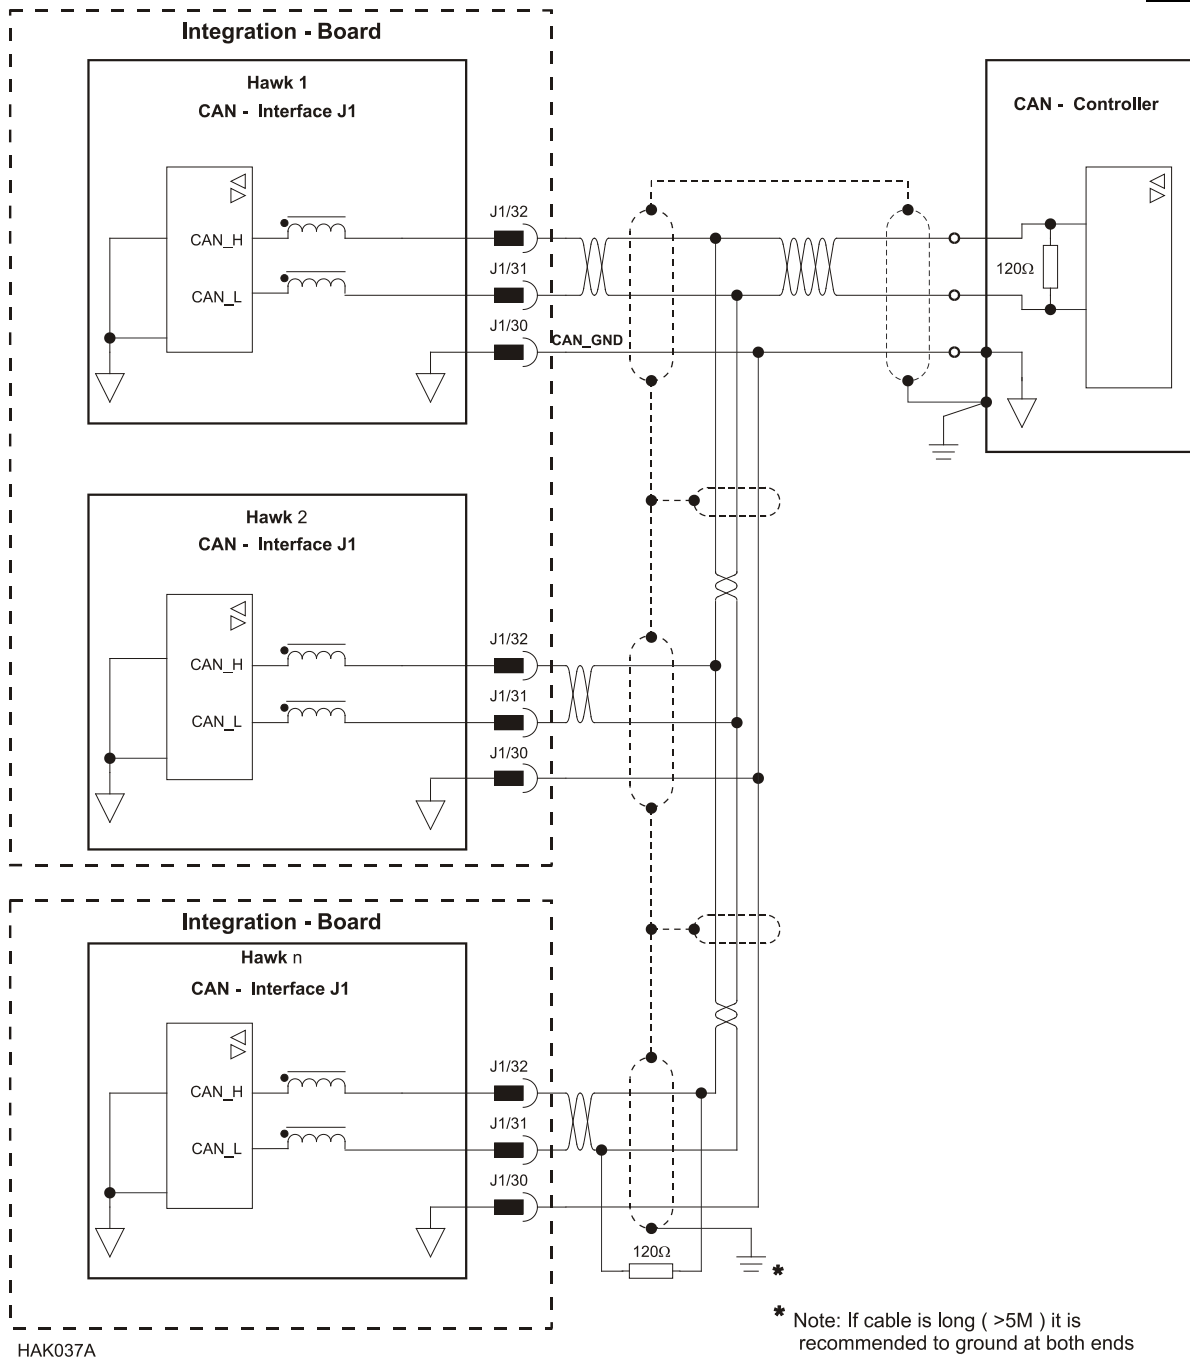 Integration - Board
Hawk 1
CAN - Interface J1
CAN - Controller
J1/32
CAN_H
J1/31
120Ω
CAN_L
J1/30
CAN_GND
Hawk 2
CAN - Interface J1
J1/32
CAN_H
J1/31
CAN_L
J1/30
Integration - Board
Hawk n
CAN - Interface J1
J1/32
CAN_H
J1/31
CAN_L
J1/30
120Ω
*
* Note: If cable is long ( >5M ) it is
recommended to ground at both ends
HAK037A